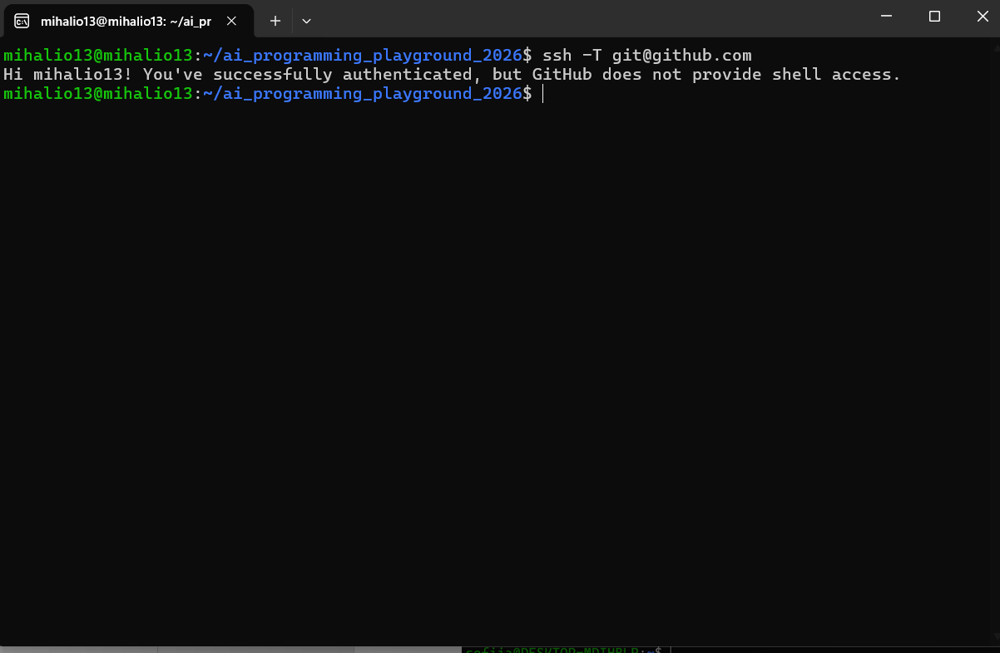 mihalio13@mihalio13: ~/ai_pr
mihalio13@mihalio13:~/ai_programming_playground_2026$ ssh -T git@github.com
Hi mihalio13! You've successfully authenticated, but GitHub does not provide shell access.
mihalio13@mihalio13:~/ai_programming_playground_2026$